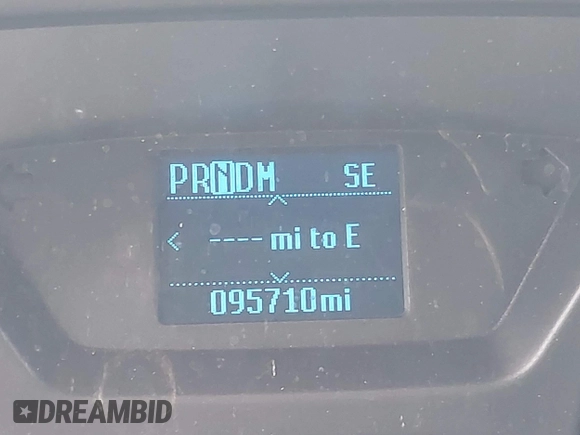 PRNDM SE
---- mi to E
095710mi
DREAMBID